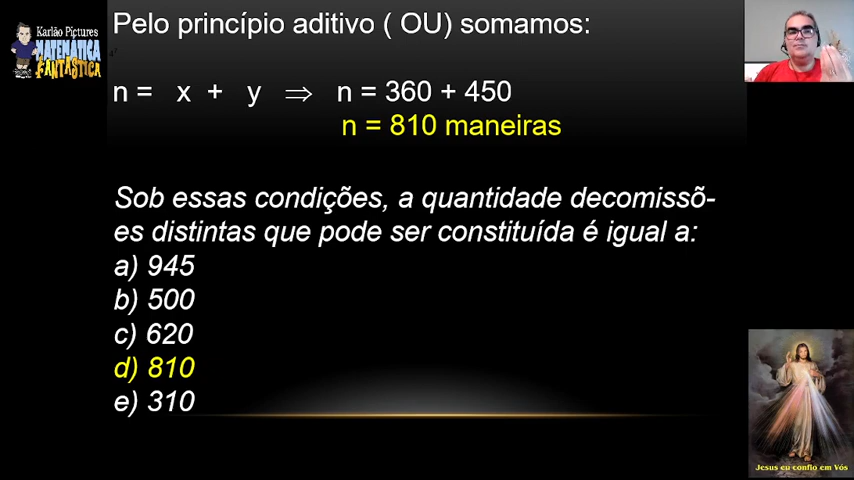 Karlão Pictures
MATEMÁTICA
FANTÁSTICA
Pelo princípio aditivo ( OU) somamos:
n = x + y ⇒ n = 360 + 450
n = 810 maneiras
Sob essas condições, a quantidade decomissõ-
es distintas que pode ser constituída é igual a:
a) 945
b) 500
c) 620
d) 810
e) 310
Jesus eu confio em Vós